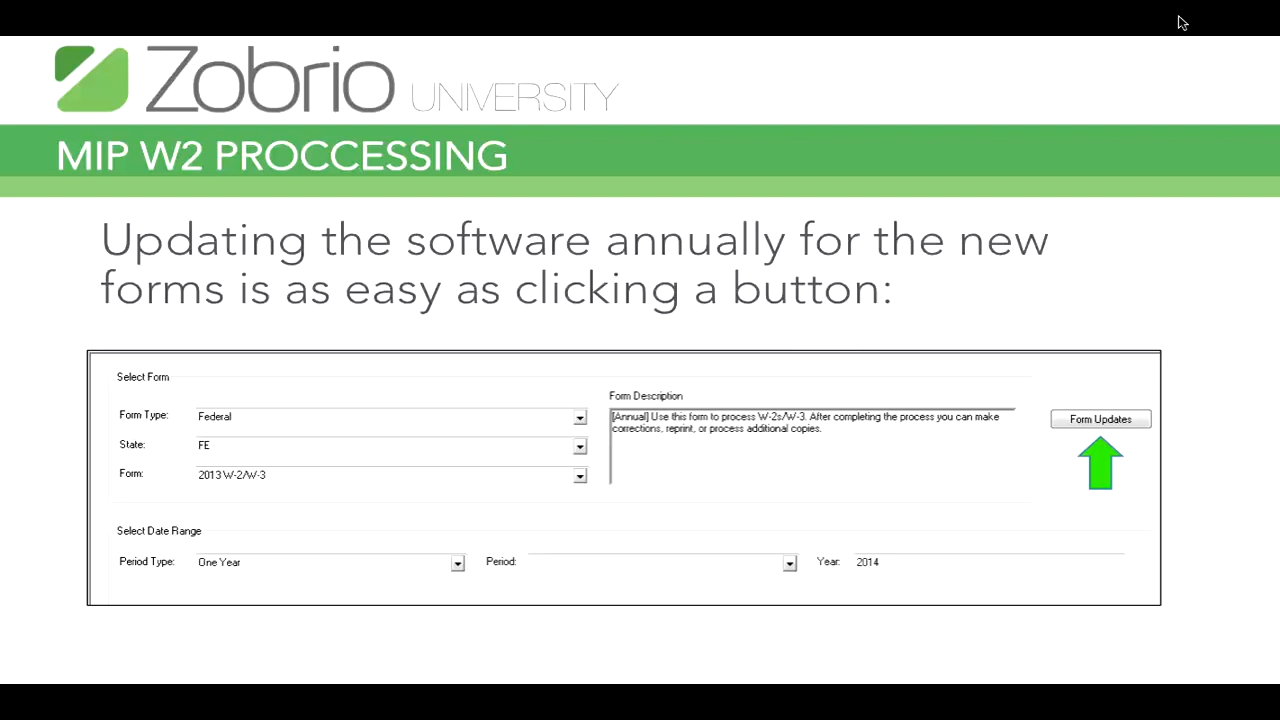 Zobrio UNIVERSITY
MIP W2 PROCCESSING
Updating the software annually for the new
forms is as easy as clicking a button:
Select Form
Form Description
Form Type: Federal
[Annual] Use this form to process W-2s/W-3. After completing the process you can make
corrections, reprint, or process additional copies.
Form Updates
State: FE
Form: 2013 W-2/W-3
Select Date Range
Period Type: One Year Period: Year: 2014